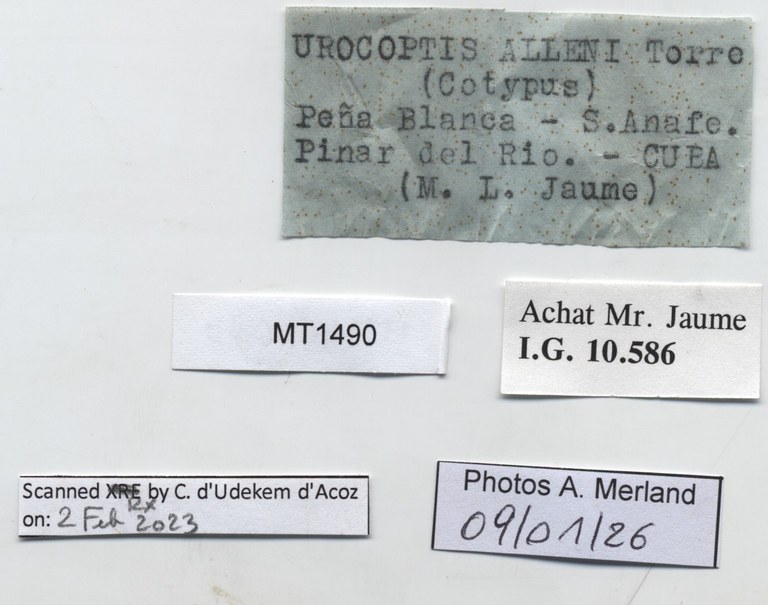 UROCOPTIS ALLENI Torre
(Cotypus)
Peña Blanca - S.Anafe.
Pinar del Rio. - CUBA
(M. L. Jaume)
MT1490
Achat Mr. Jaume
I.G. 10.586
Scanned XRE by C. d'Udekem d'Acoz
RX
on: 2 Feb 2023
Photos A. Merland
09/01/26